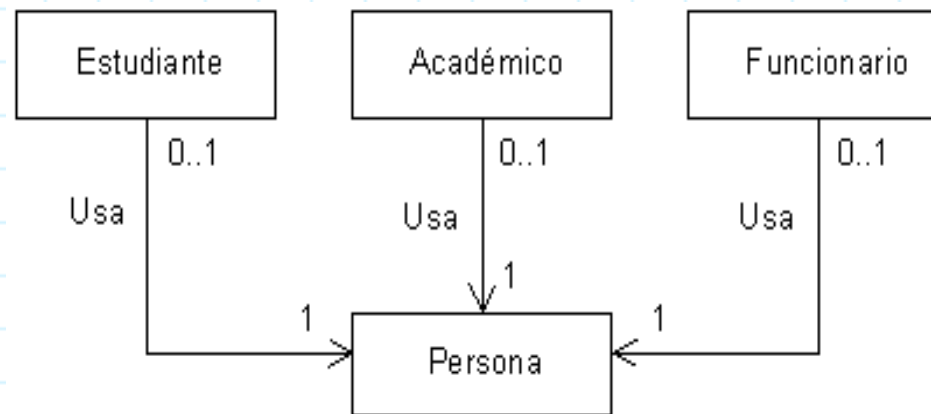 Estudiante
Académico
Funcionario
0..1
0..1
0..1
Usa
Usa
Usa
1
1
1
Persona